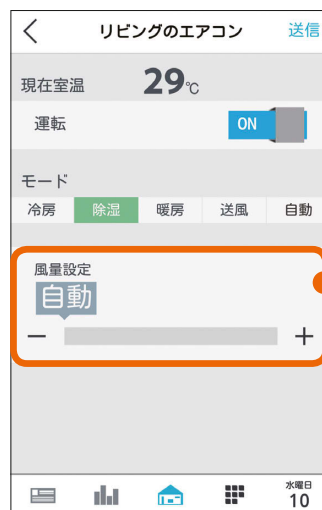 リビングのエアコン 送信
現在室温 29℃
運転 ON
モード
冷房 除湿 暖房 送風 自動
風量設定
自動
− +
水曜日
10